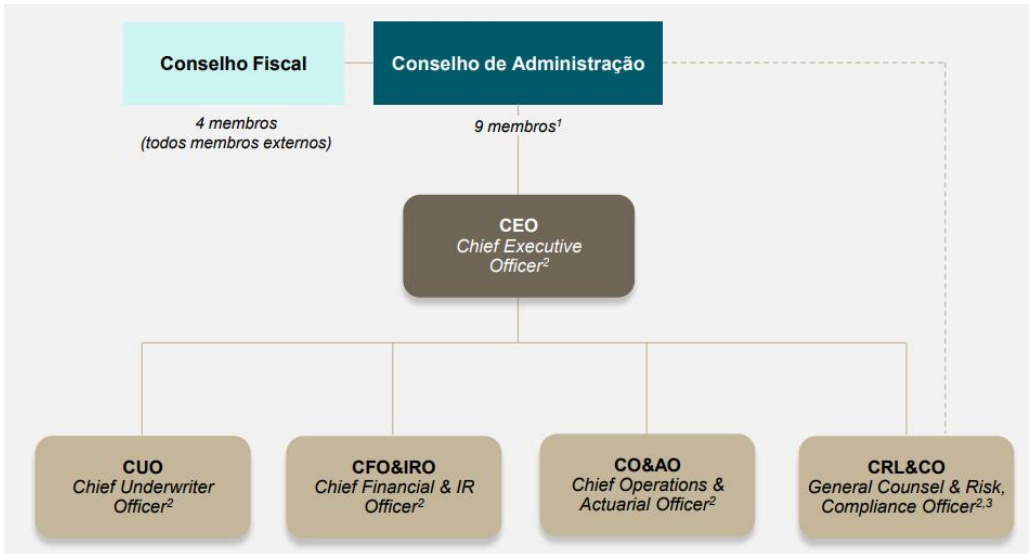 Conselho Fiscal
Conselho de Administração
4 membros
(todos membros externos)
9 membros¹
CEO
Chief Executive
Officer²
CUO
Chief Underwriter
Officer²
CFO&IRO
Chief Financial & IR
Officer²
CO&AO
Chief Operations &
Actuarial Officer²
CRL&CO
General Counsel & Risk,
Compliance Officer²,³